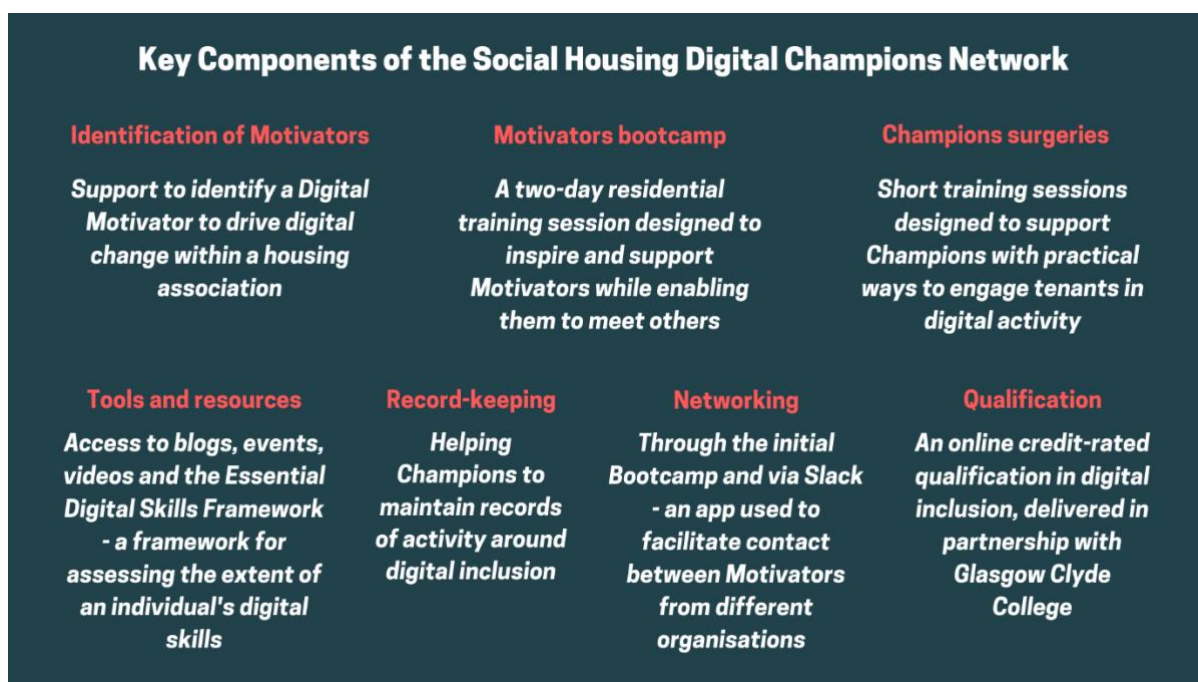 Key Components of the Social Housing Digital Champions Network
Identification of Motivators
Support to identify a Digital
Motivator to drive digital
change within a housing
association
Motivators bootcamp
A two-day residential
training session designed to
inspire and support
Motivators while enabling
them to meet others
Champions surgeries
Short training sessions
designed to support
Champions with practical
ways to engage tenants in
digital activity
Tools and resources
Access to blogs, events,
videos and the Essential
Digital Skills Framework
- a framework for
assessing the extent of
an individual's digital
skills
Record-keeping
Helping
Champions to
maintain records
of activity around
digital inclusion
Networking
Through the initial
Bootcamp and via Slack
- an app used to
facilitate contact
between Motivators
from different
organisations
Qualification
An online credit-rated
qualification in digital
inclusion, delivered in
partnership with
Glasgow Clyde
College